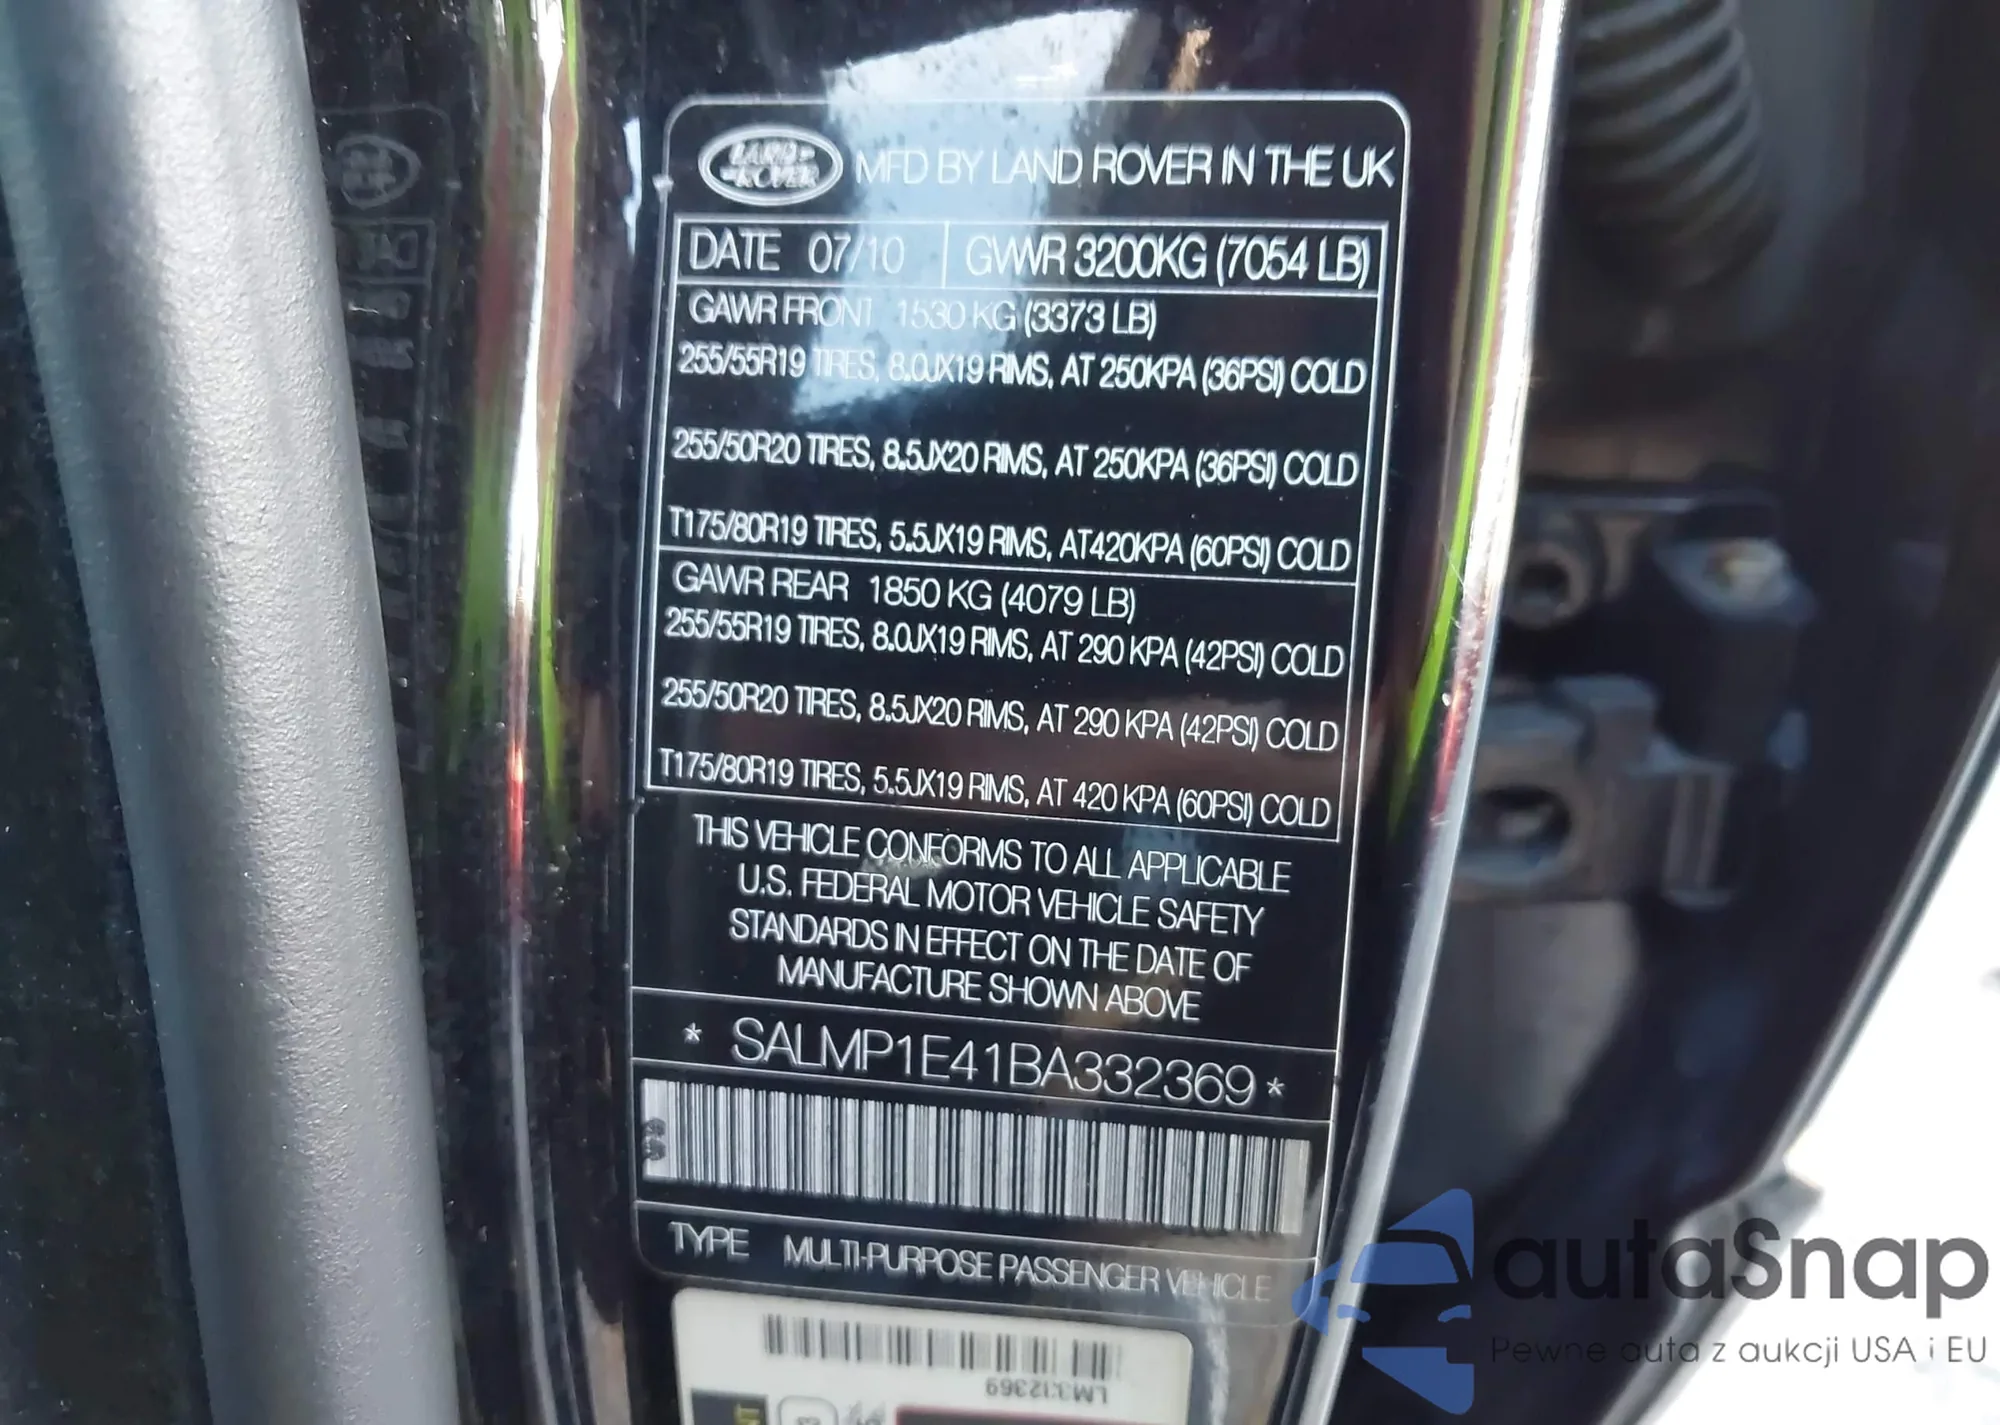 LAND ROVER
MFD BY LAND ROVER IN THE UK
DATE 07/10 GVWR 3200KG (7054 LB)
GAWR FRONT 1530 KG (3373 LB)
255/55R19 TIRES, 8.0JX19 RIMS, AT 250KPA (36PSI) COLD
255/50R20 TIRES, 8.5JX20 RIMS, AT 250KPA (36PSI) COLD
T175/80R19 TIRES, 5.5JX19 RIMS, AT420KPA (60PSI) COLD
GAWR REAR 1850 KG (4079 LB)
255/55R19 TIRES, 8.0JX19 RIMS, AT 290 KPA (42PSI) COLD
255/50R20 TIRES, 8.5JX20 RIMS, AT 290 KPA (42PSI) COLD
T175/80R19 TIRES, 5.5JX19 RIMS, AT 420 KPA (60PSI) COLD
THIS VEHICLE CONFORMS TO ALL APPLICABLE
U.S. FEDERAL MOTOR VEHICLE SAFETY
STANDARDS IN EFFECT ON THE DATE OF
MANUFACTURE SHOWN ABOVE
* SALMP1E41BA332369 *
TYPE MULTI-PURPOSE PASSENGER VEHICLE
autaSnap
Pewne auta z aukcji USA i EU